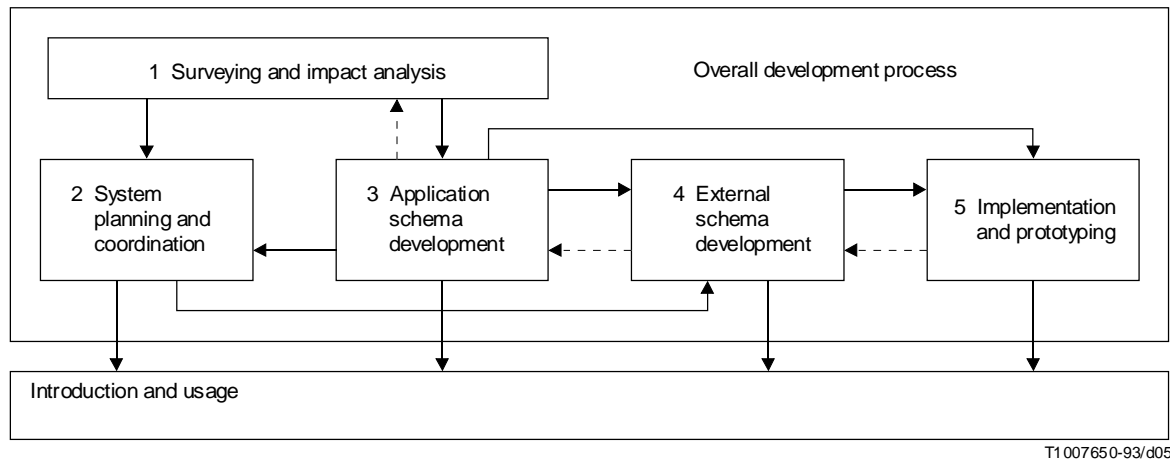 1 Surveying and impact analysis
Overall development process
2 System
planning and
coordination
3 Application
schema
development
4 External
schema
development
5 Implementation
and prototyping
Introduction and usage
T1007650-93/d05